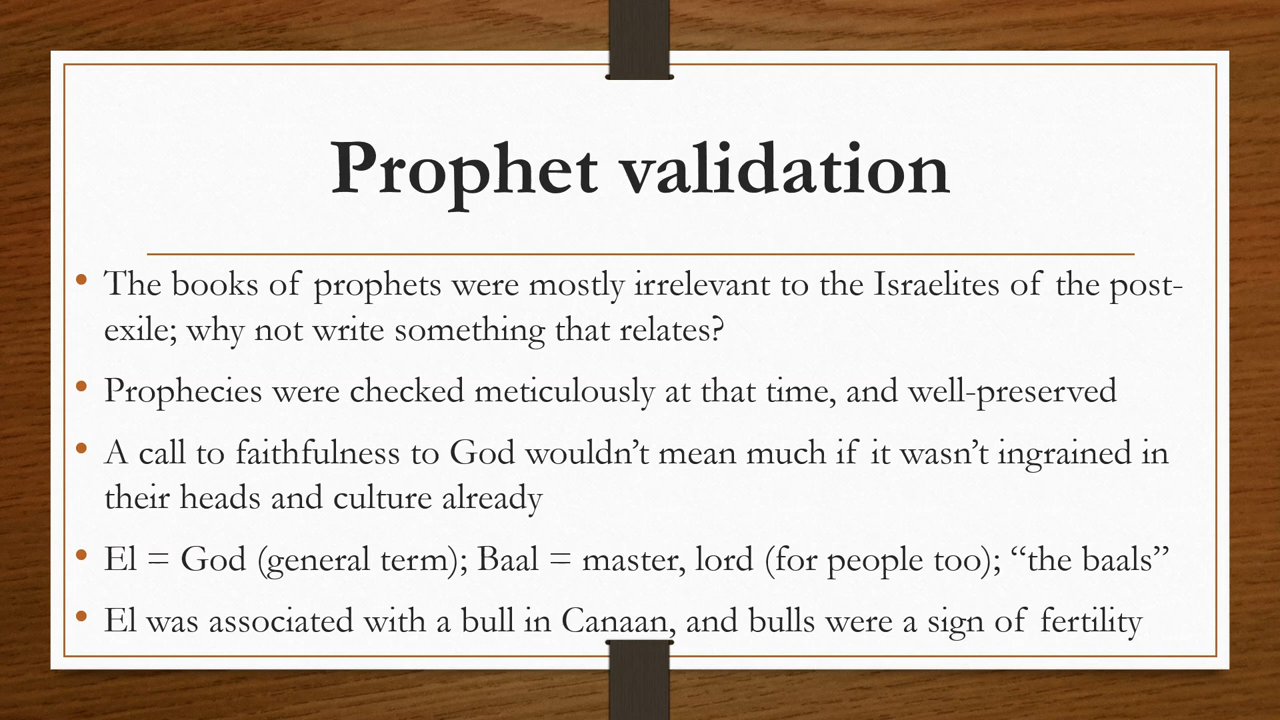 Prophet validation
• The books of prophets were mostly irrelevant to the Israelites of the post-
exile; why not write something that relates?
• Prophecies were checked meticulously at that time, and well-preserved
• A call to faithfulness to God wouldn’t mean much if it wasn’t ingrained in
their heads and culture already
• El = God (general term); Baal = master, lord (for people too); “the baals”
• El was associated with a bull in Canaan, and bulls were a sign of fertility